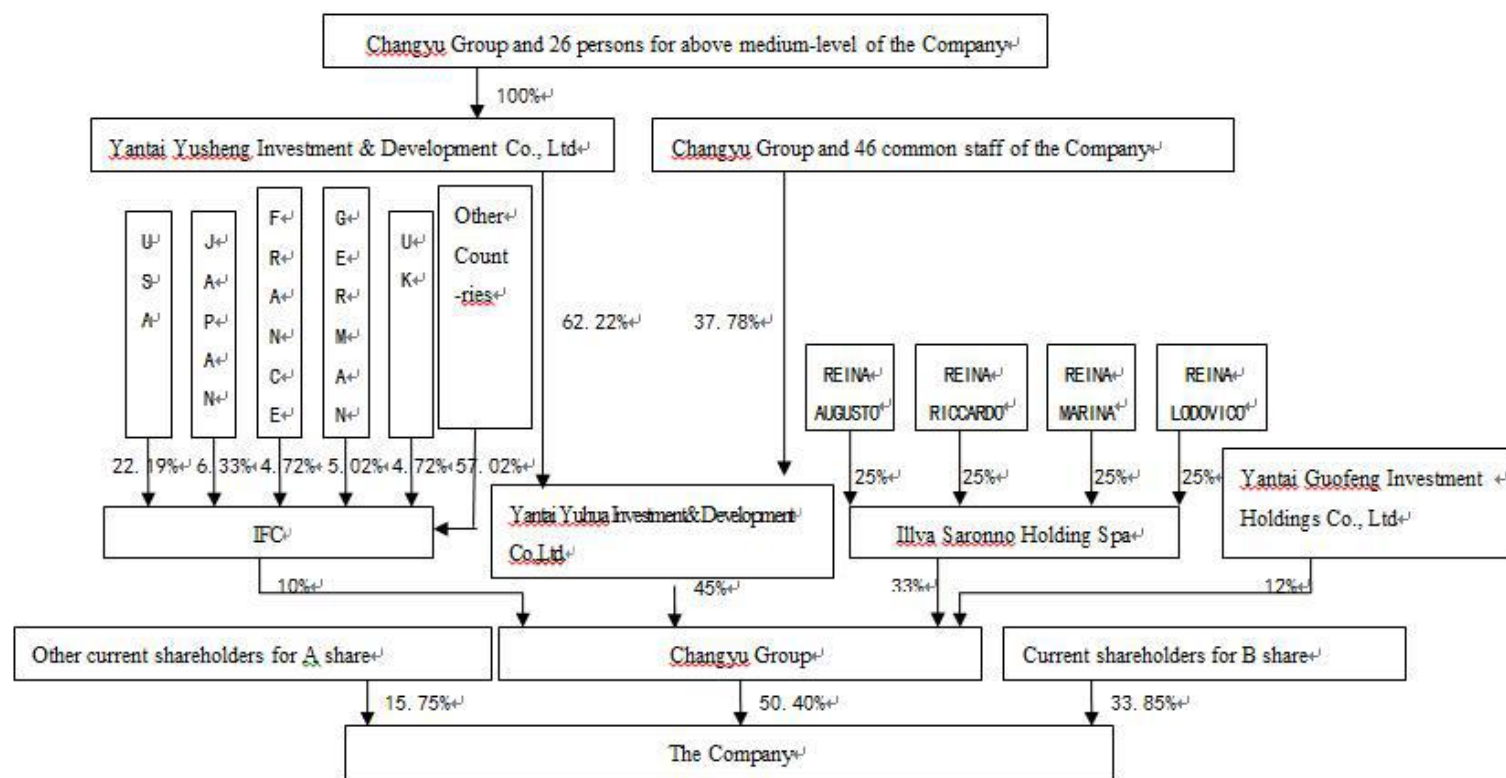 Changyu Group and 26 persons for above medium-level of the Company↵
100%↵
Yantai Yusheng Investment & Development Co., Ltd↵
Changyu Group and 46 common staff of the Company↵
U↵
S↵
A↵
J↵
A↵
P↵
A↵
N↵
F↵
R↵
A↵
N↵
C↵
E↵
G↵
E↵
R↵
M↵
A↵
N↵
U↵
K↵
Other↵
Count
-ries↵
62.22%↵
37.78%↵
REINA↵
AUGUSTO↵
REINA↵
RICCARDO↵
REINA↵
MARINA↵
REINA↵
LODOVICO↵
22.19%↵
6.33%↵
4.72%↵
5.02%↵
4.72%↵
57.02%↵
25%↵
25%↵
25%↵
25%↵
Yantai Guofeng Investment ↵
Holdings Co., Ltd↵
IFC↵
Yantai Yuhua Investment& Development
Co.Ltd↵
Illva Saronno Holding Spa↵
10%↵
45%↵
33%↵
12%↵
Other current shareholders for A share↵
Changyu Group↵
Current shareholders for B share↵
15.75%↵
50.40%↵
33.85%↵
The Company↵